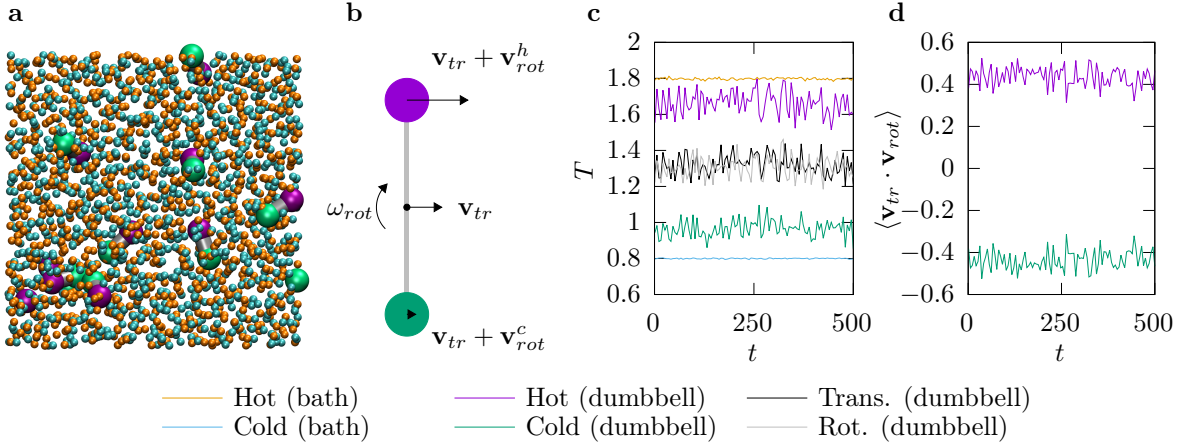 a
b
c
d
v_tr + v^h_rot
ω_rot
v_tr
v_tr + v^c_rot
2
1.8
1.6
1.4
1.2
1
0.8
0.6
T
0 250 500
t
0.6
0.4
0.2
0
−0.2
−0.4
−0.6
⟨v_tr · v_rot⟩
0 250 500
t
Hot (bath) Hot (dumbbell) Trans. (dumbbell)
Cold (bath) Cold (dumbbell) Rot. (dumbbell)